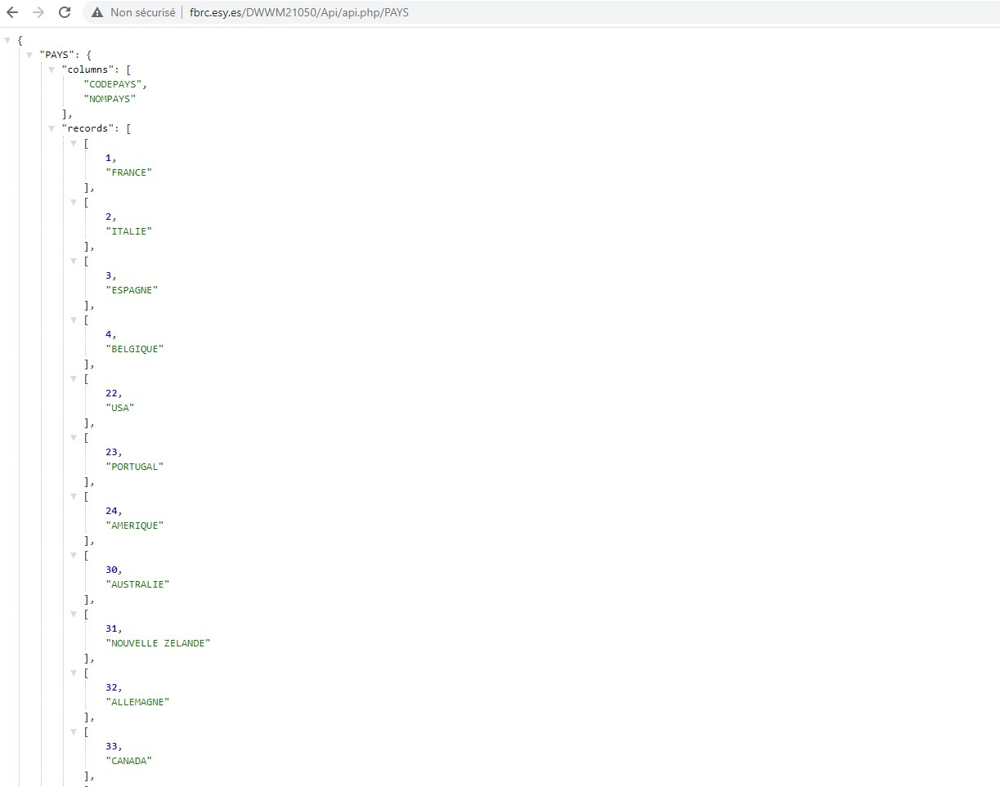 Non sécurisé | fbrc.esy.es/DWWM21050/Api/api.php/PAYS
{
"PAYS": {
"columns": [
"CODEPAYS",
"NOMPAYS"
],
"records": [
[
1,
"FRANCE"
],
[
2,
"ITALIE"
],
[
3,
"ESPAGNE"
],
[
4,
"BELGIQUE"
],
[
22,
"USA"
],
[
23,
"PORTUGAL"
],
[
24,
"AMERIQUE"
],
[
30,
"AUSTRALIE"
],
[
31,
"NOUVELLE ZELANDE"
],
[
32,
"ALLEMAGNE"
],
[
33,
"CANADA"
],